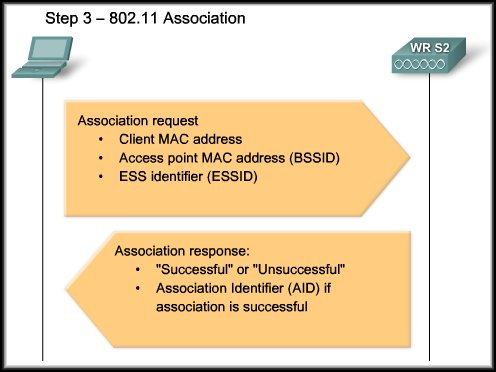 Step 3 – 802.11 Association
WR S2
Association request
• Client MAC address
• Access point MAC address (BSSID)
• ESS identifier (ESSID)
Association response:
• "Successful" or "Unsuccessful"
• Association Identifier (AID) if
association is successful